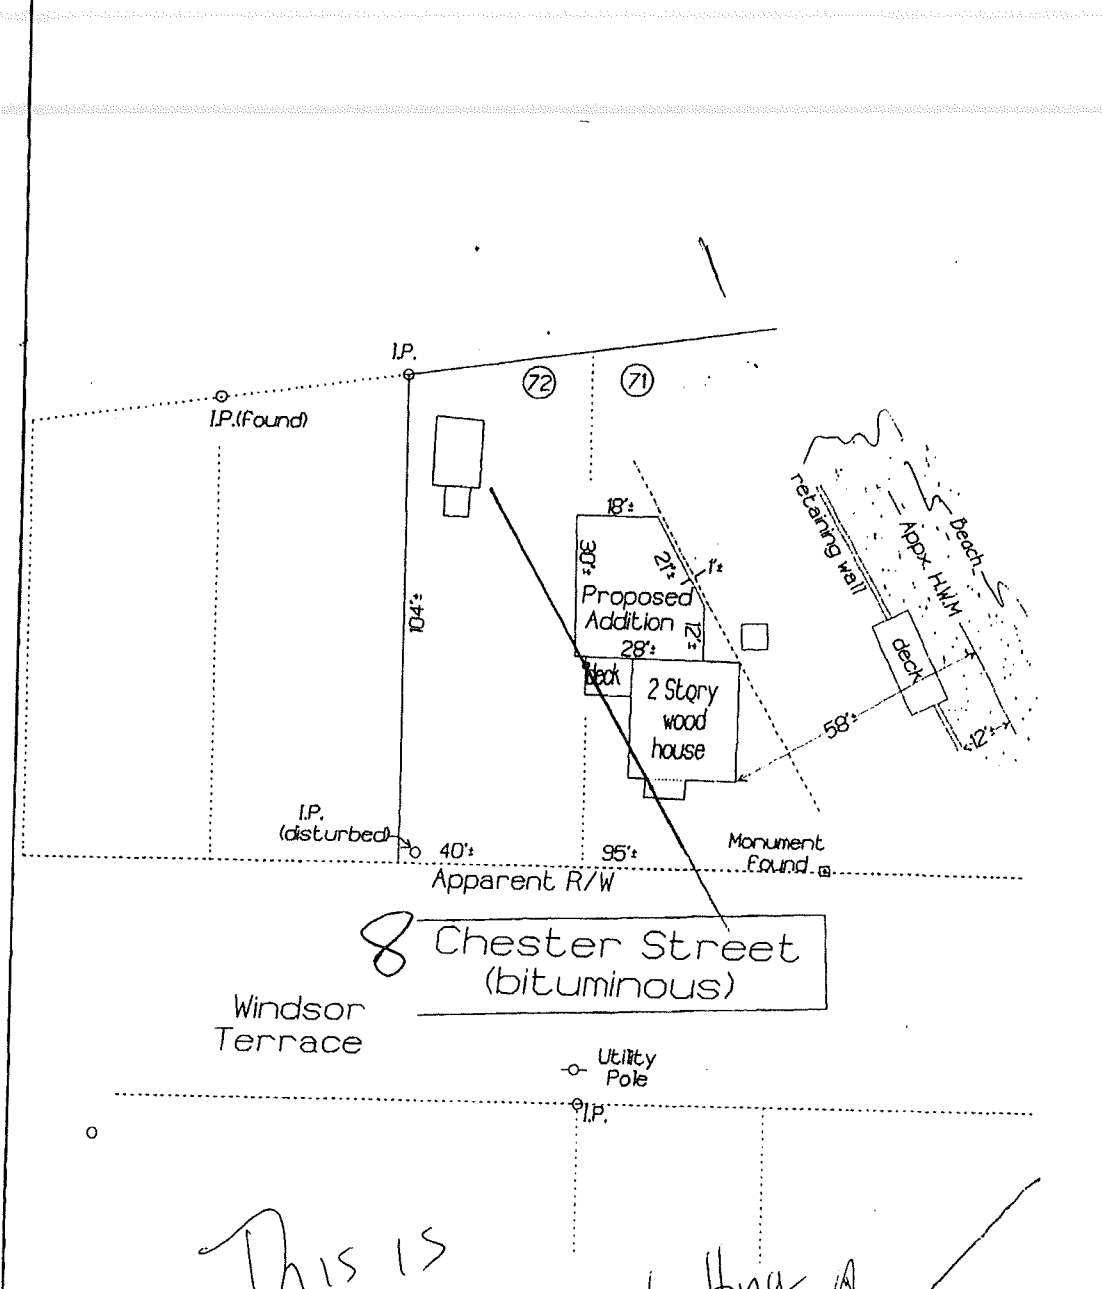 I.P.
72
71
I.P.(found)
18'±
30'±
21'±
1'±
Proposed
Addition
12'±
28'±
104'±
deck
2 Story
wood
house
retaining wall
Beach
Appx. H.W.M
deck
58'±
12'±
I.P.
(disturbed)
40'±
95'±
Monument
found
Apparent R/W
8 Chester Street
(bituminous)
Windsor
Terrace
Utility
Pole
I.P.
This is